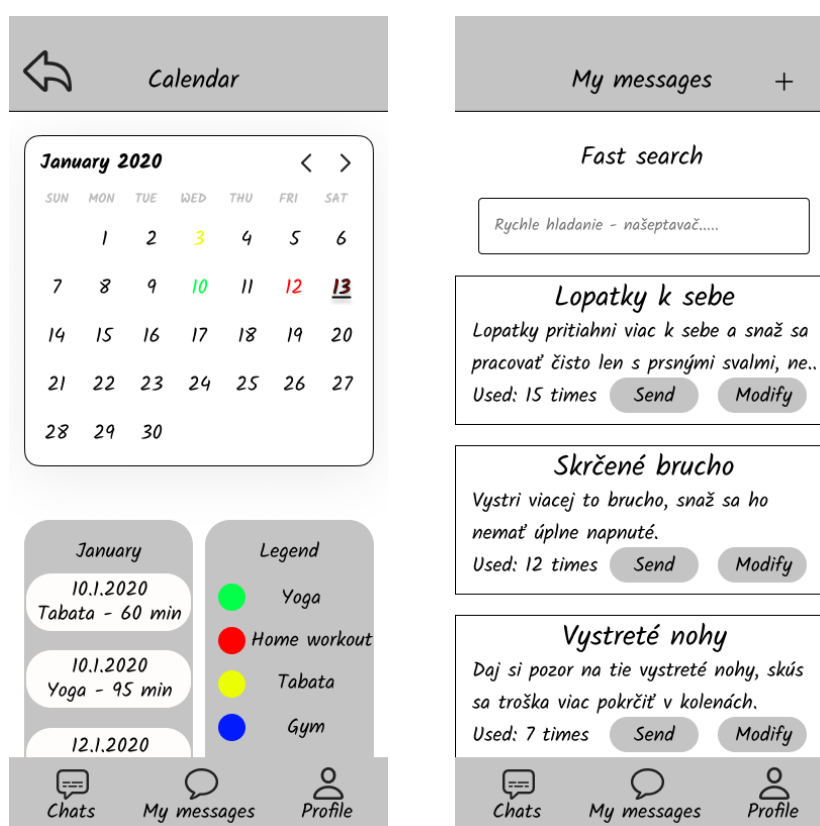 Calendar
January 2020
SUN MON TUE WED THU FRI SAT
1 2 3 4 5 6
7 8 9 10 11 12 13
14 15 16 17 18 19 20
21 22 23 24 25 26 27
28 29 30
January
10.1.2020
Tabata - 60 min
10.1.2020
Yoga - 95 min
12.1.2020
Legend
Yoga
Home workout
Tabata
Gym
Chats My messages Profile
My messages +
Fast search
Rychle hladanie - našeptavač.....
Lopatky k sebe
Lopatky pritiahni viac k sebe a snaž sa
pracovať čisto len s prsnými svalmi, ne..
Used: 15 times Send Modify
Skrčené brucho
Vystri viacej to brucho, snaž sa ho
nemať úplne napnuté.
Used: 12 times Send Modify
Vystreté nohy
Daj si pozor na tie vystreté nohy, skús
sa troška viac pokrčiť v kolenách.
Used: 7 times Send Modify
Chats My messages Profile